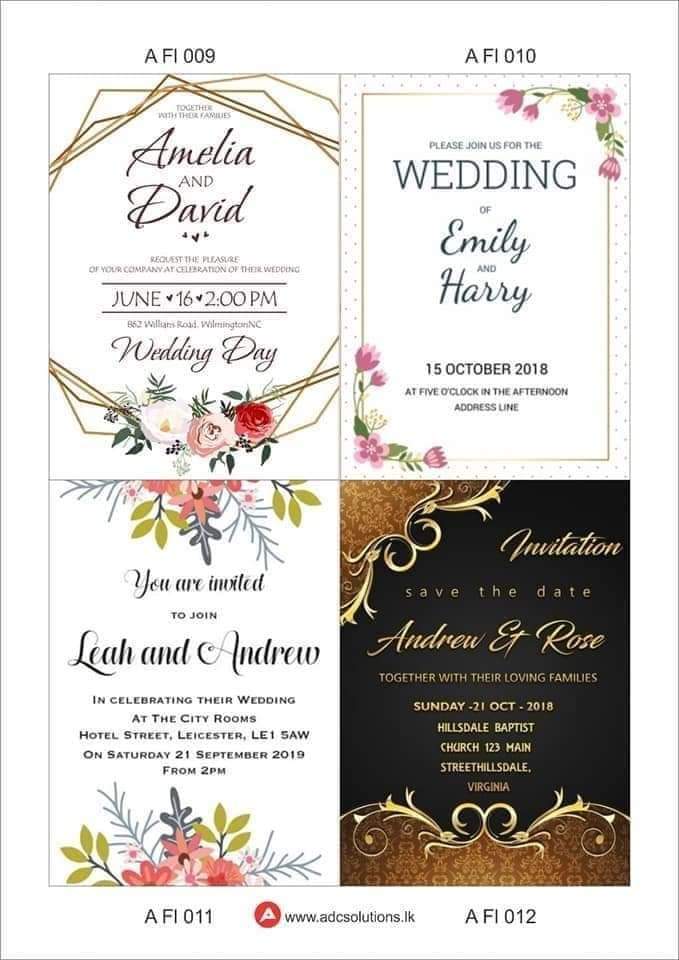 A FI 009
A FI 010
TOGETHER
WITH THEIR FAMILIES
Amelia
AND
David
REQUEST THE PLEASURE
OF YOUR COMPANY AT CELEBRATION OF THEIR WEDDING
JUNE 16 2:00 PM
862 Willians Road, WilmingtonNC
Wedding Day
PLEASE JOIN US FOR THE
WEDDING
OF
Emily
AND
Harry
15 OCTOBER 2018
AT FIVE O'CLOCK IN THE AFTERNOON
ADDRESS LINE
You are invited
TO JOIN
Leah and Andrew
IN CELEBRATING THEIR WEDDING
AT THE CITY ROOMS
HOTEL STREET, LEICESTER, LE1 5AW
ON SATURDAY 21 SEPTEMBER 2019
FROM 2PM
Invitation
save the date
Andrew & Rose
TOGETHER WITH THEIR LOVING FAMILIES
SUNDAY -21 OCT - 2018
HILLSDALE BAPTIST
CHURCH 123 MAIN
STREETHILLSDALE,
VIRGINIA
A FI 011
A www.adcsolutions.lk
A FI 012